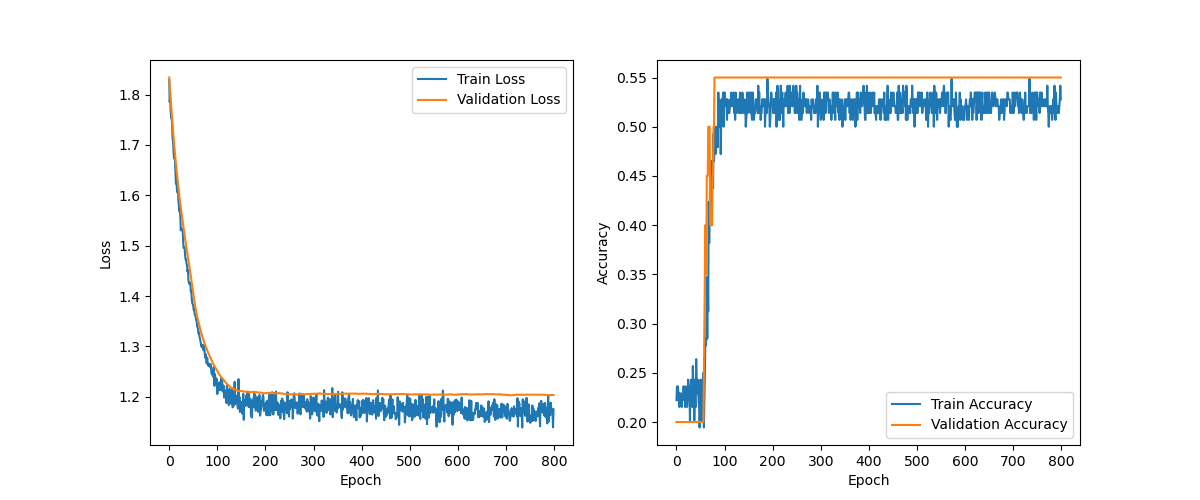 Train Loss
Validation Loss
1.8
1.7
1.6
1.5
1.4
1.3
1.2
Loss
0 100 200 300 400 500 600 700 800
Epoch
0.55
0.50
0.45
0.40
0.35
0.30
0.25
0.20
Accuracy
Train Accuracy
Validation Accuracy
0 100 200 300 400 500 600 700 800
Epoch